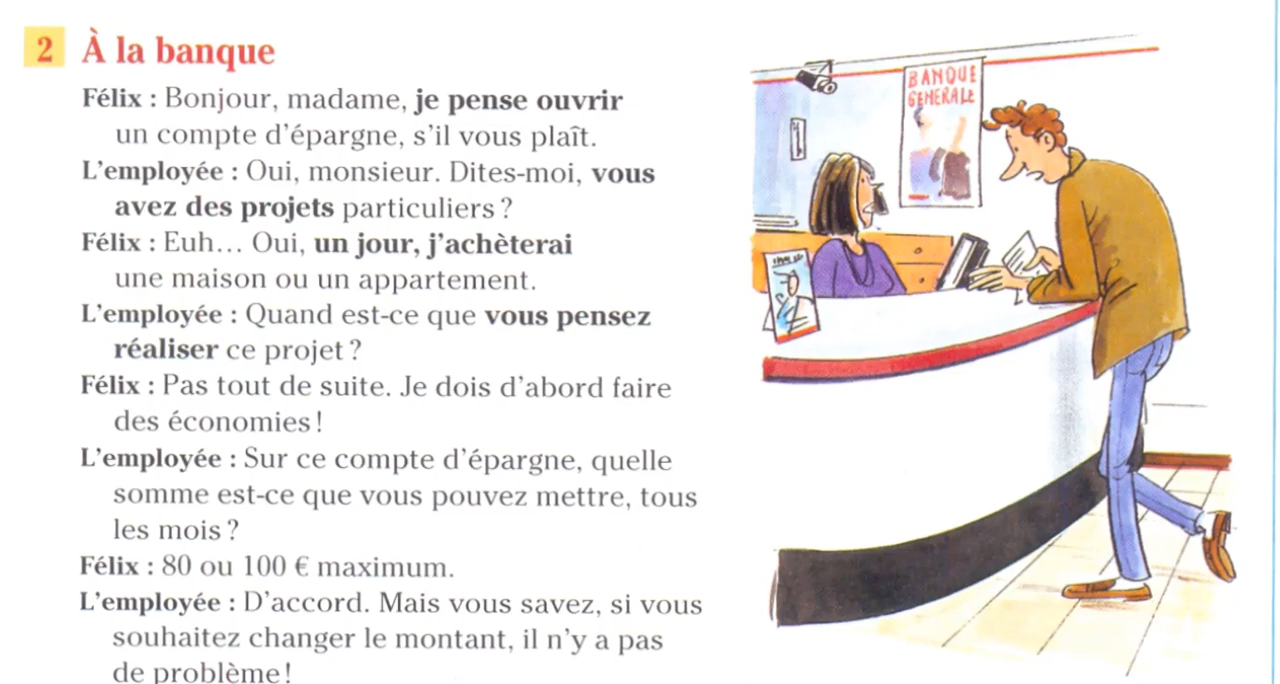 2 À la banque
Félix : Bonjour, madame, je pense ouvrir
un compte d'épargne, s'il vous plaît.
L'employée : Oui, monsieur. Dites-moi, vous
avez des projets particuliers ?
Félix : Euh… Oui, un jour, j'achèterai
une maison ou un appartement.
L'employée : Quand est-ce que vous pensez
réaliser ce projet ?
Félix : Pas tout de suite. Je dois d'abord faire
des économies !
L'employée : Sur ce compte d'épargne, quelle
somme est-ce que vous pouvez mettre, tous
les mois ?
Félix : 80 ou 100 € maximum.
L'employée : D'accord. Mais vous savez, si vous
souhaitez changer le montant, il n'y a pas
de problème !
BANQUE
GENERALE